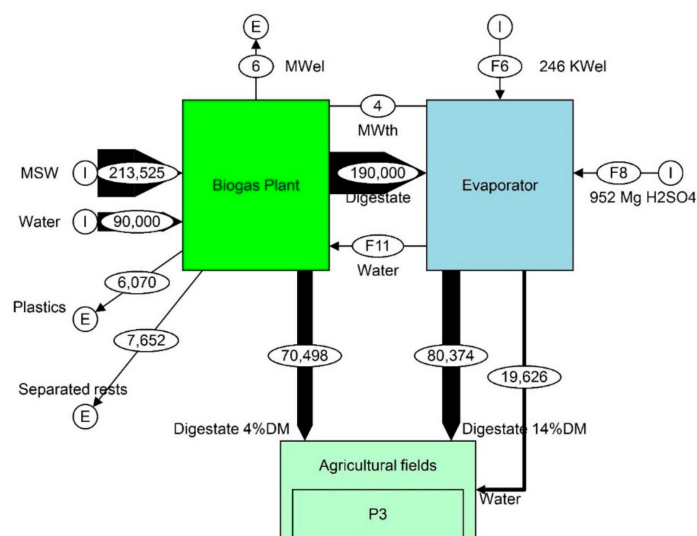 E
I
6 MWel
F6 246 KWel
4
MWth
MSW I 213,525
Biogas Plant
190,000
Digestate
Evaporator
F8 I
952 Mg H2SO4
Water I 90,000
F11
Water
6,070
Plastics
E
7,652
Separated rests
E
70,498
80,374
19,626
Digestate 4%DM
Digestate 14%DM
Agricultural fields
Water
P3